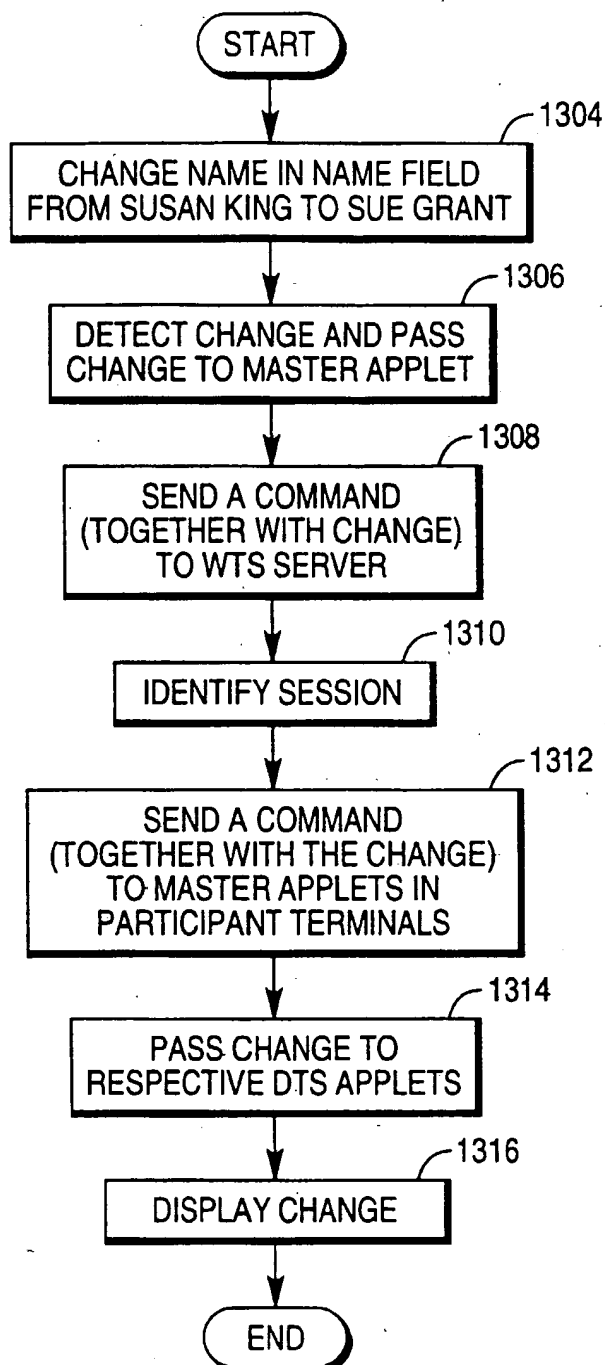 START
1304
CHANGE NAME IN NAME FIELD
FROM SUSAN KING TO SUE GRANT
1306
DETECT CHANGE AND PASS
CHANGE TO MASTER APPLET
1308
SEND A COMMAND
(TOGETHER WITH CHANGE)
TO WTS SERVER
1310
IDENTIFY SESSION
1312
SEND A COMMAND
(TOGETHER WITH THE CHANGE)
TO MASTER APPLETS IN
PARTICIPANT TERMINALS
1314
PASS CHANGE TO
RESPECTIVE DTS APPLETS
1316
DISPLAY CHANGE
END